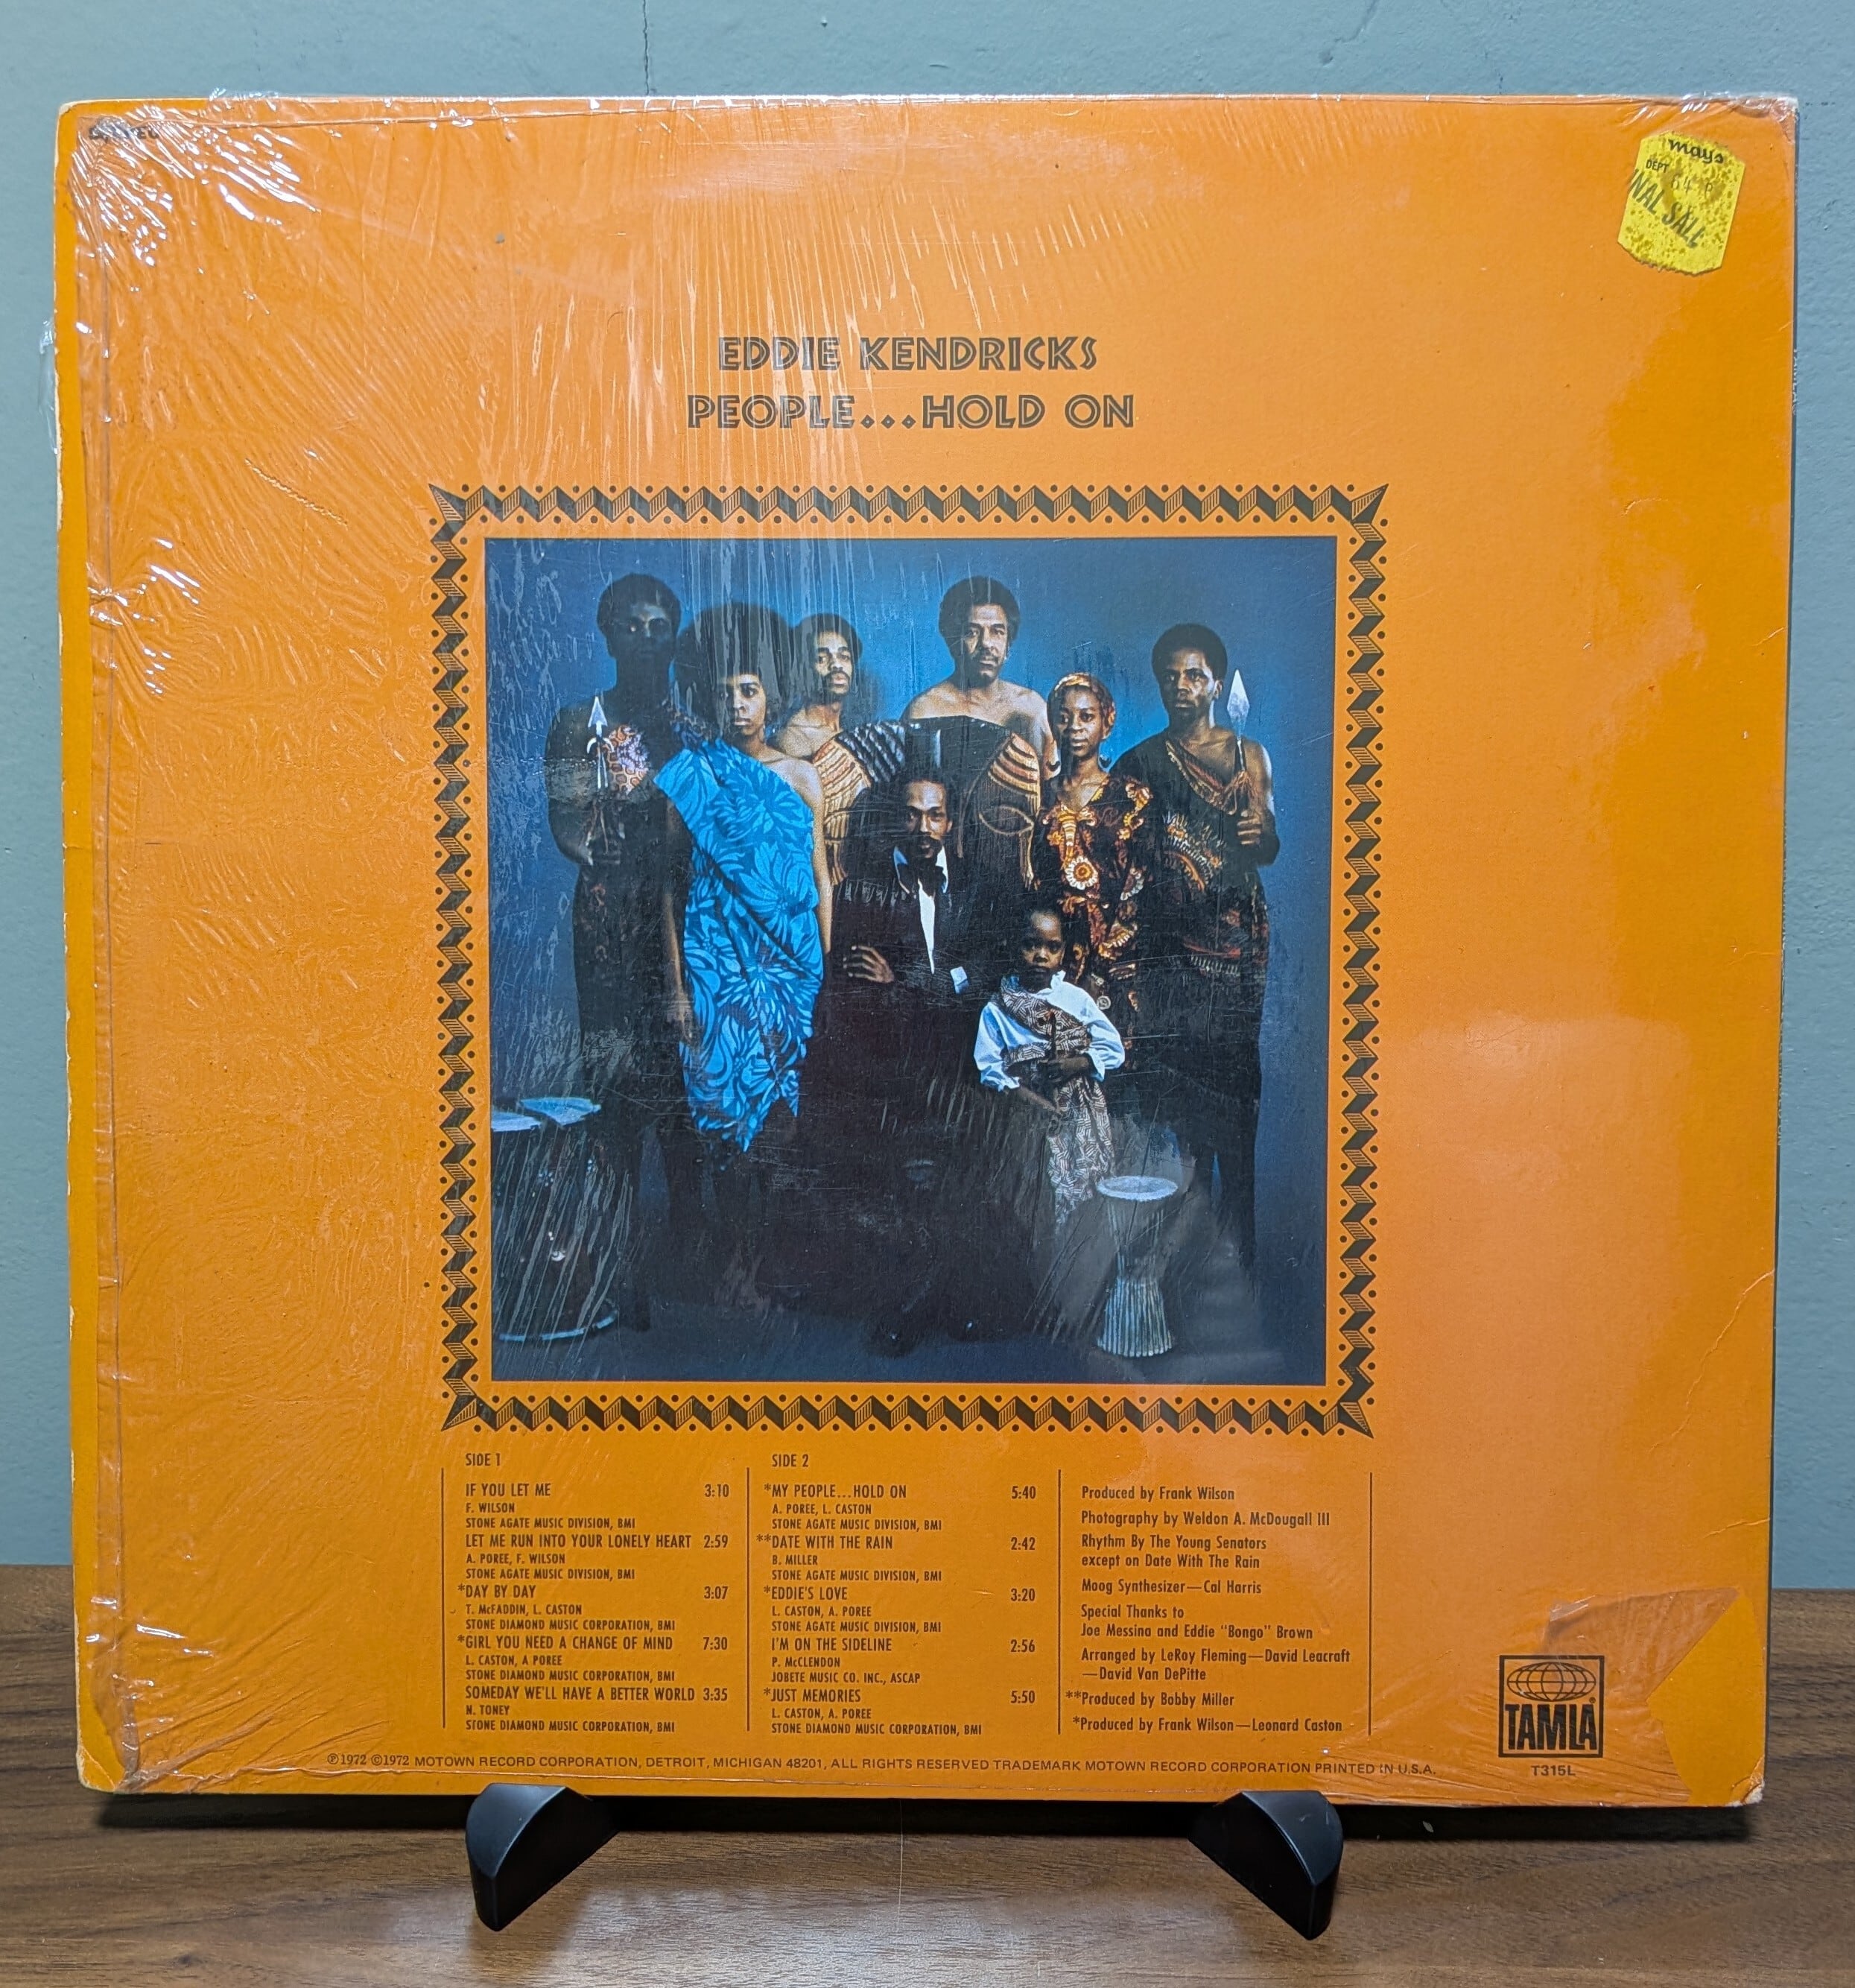 STEREO
mays
DEPT 64 P
NAL SALE
EDDIE KENDRICKS
PEOPLE...HOLD ON
SIDE 1
IF YOU LET ME 3:10
F. WILSON
STONE AGATE MUSIC DIVISION, BMI
LET ME RUN INTO YOUR LONELY HEART 2:59
A. POREE, F. WILSON
STONE AGATE MUSIC DIVISION, BMI
*DAY BY DAY 3:07
T. McFADDIN, L. CASTON
STONE DIAMOND MUSIC CORPORATION, BMI
*GIRL YOU NEED A CHANGE OF MIND 7:30
L. CASTON, A POREE
STONE DIAMOND MUSIC CORPORATION, BMI
SOMEDAY WE'LL HAVE A BETTER WORLD 3:35
N. TONEY
STONE DIAMOND MUSIC CORPORATION, BMI
SIDE 2
*MY PEOPLE...HOLD ON 5:40
A. POREE, L. CASTON
STONE AGATE MUSIC DIVISION, BMI
**DATE WITH THE RAIN 2:42
B. MILLER
STONE AGATE MUSIC DIVISION, BMI
*EDDIE'S LOVE 3:20
L. CASTON, A. POREE
STONE AGATE MUSIC DIVISION, BMI
I'M ON THE SIDELINE 2:56
P. McCLENDON
JOBETE MUSIC CO. INC., ASCAP
*JUST MEMORIES 5:50
L. CASTON, A. POREE
STONE DIAMOND MUSIC CORPORATION, BMI
Produced by Frank Wilson
Photography by Weldon A. McDougall III
Rhythm By The Young Senators
except on Date With The Rain
Moog Synthesizer—Cal Harris
Special Thanks to
Joe Messina and Eddie "Bongo" Brown
Arranged by LeRoy Fleming—David Leacraft
—David Van DePitte
**Produced by Bobby Miller
*Produced by Frank Wilson—Leonard Caston
TAMLA®
T315L
℗1972 ©1972 MOTOWN RECORD CORPORATION, DETROIT, MICHIGAN 48201, ALL RIGHTS RESERVED TRADEMARK MOTOWN RECORD CORPORATION PRINTED IN U.S.A.